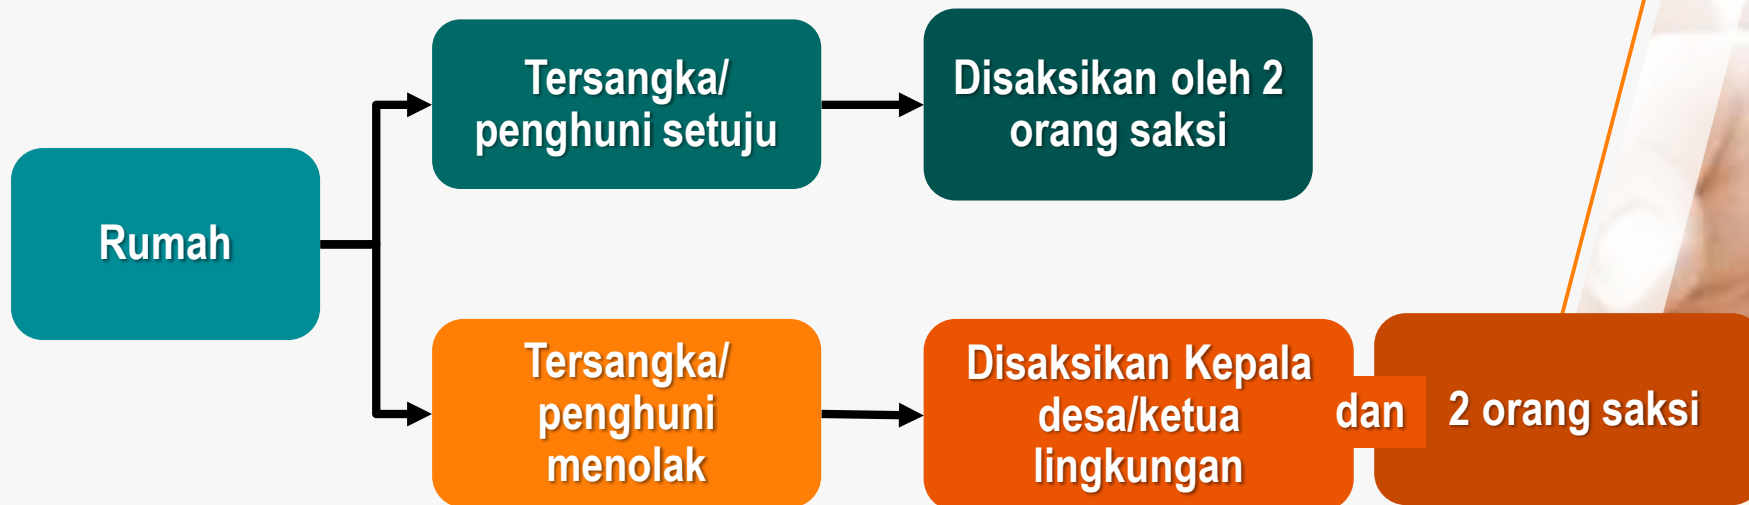 Rumah
Tersangka/
penghuni setuju
Disaksikan oleh 2
orang saksi
Tersangka/
penghuni
menolak
Disaksikan Kepala
desa/ketua
lingkungan
dan
2 orang saksi